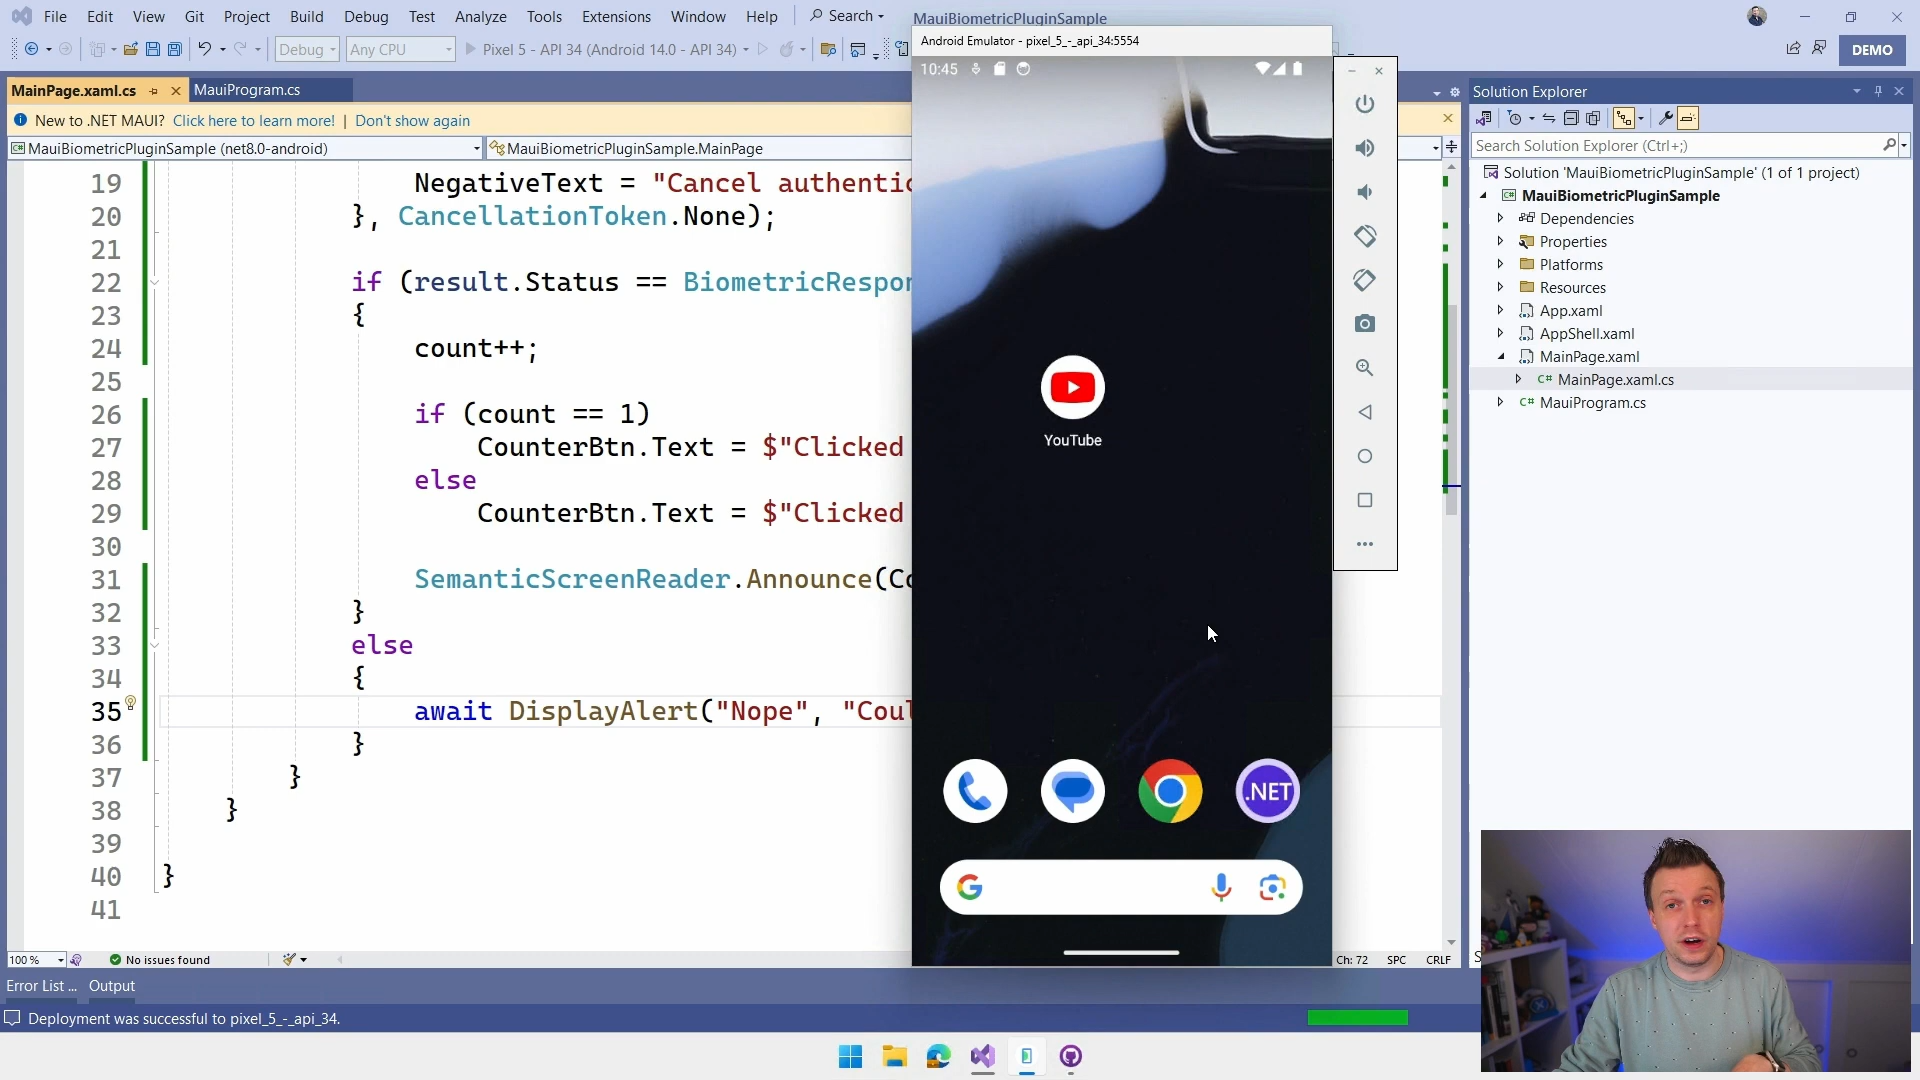 File Edit View Git Project Build Debug Test Analyze Tools Extensions Window Help Search MauiBiometricPluginSample
Debug Any CPU Pixel 5 - API 34 (Android 14.0 - API 34)
DEMO
MainPage.xaml.cs MauiProgram.cs
New to .NET MAUI? Click here to learn more! | Don't show again
MauiBiometricPluginSample (net8.0-android) MauiBiometricPluginSample.MainPage
19 NegativeText = "Cancel authentic
20 }, CancellationToken.None);
21
22 if (result.Status == BiometricRespon
23 {
24 count++;
25
26 if (count == 1)
27 CounterBtn.Text = $"Clicked
28 else
29 CounterBtn.Text = $"Clicked
30
31 SemanticScreenReader.Announce(Co
32 }
33 else
34 {
35 await DisplayAlert("Nope", "Coul
36 }
37 }
38 }
39
40 }
41
100 % No issues found
Ch: 72 SPC CRLF
Error List ... Output
Deployment was successful to pixel_5_-_api_34.
Android Emulator - pixel_5_-_api_34:5554
10:45
YouTube
.NET
G
Solution Explorer
Search Solution Explorer (Ctrl+;)
Solution 'MauiBiometricPluginSample' (1 of 1 project)
MauiBiometricPluginSample
Dependencies
Properties
Platforms
Resources
App.xaml
AppShell.xaml
MainPage.xaml
C# MainPage.xaml.cs
C# MauiProgram.cs